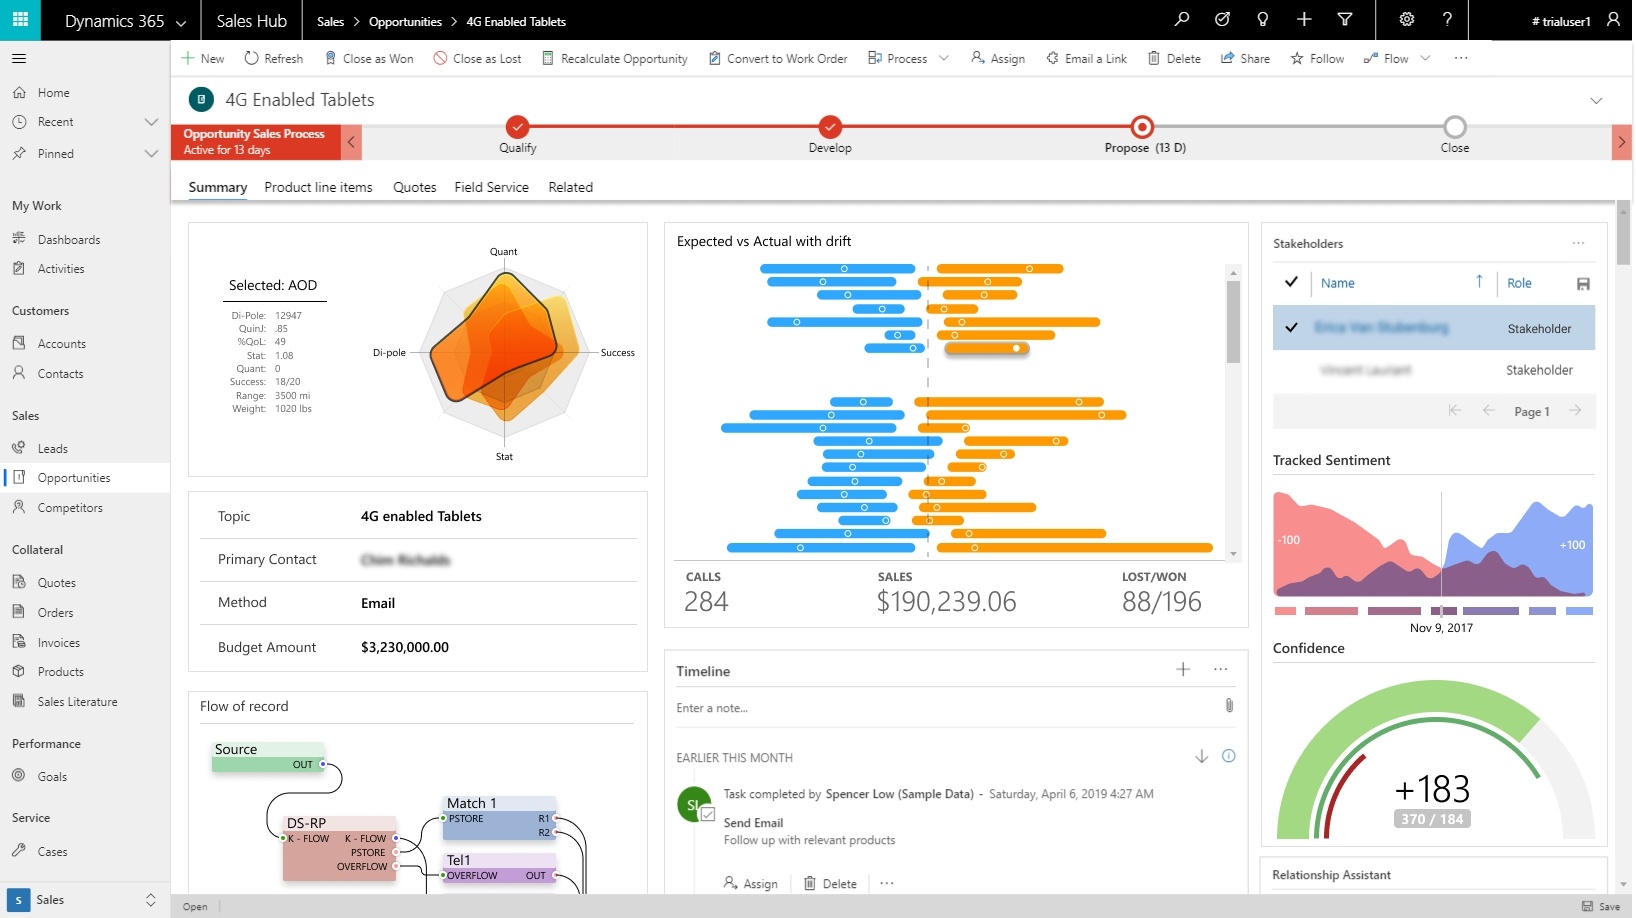 Dynamics 365
Sales Hub
Sales > Opportunities > 4G Enabled Tablets
# trialuser1
New
Refresh
Close as Won
Close as Lost
Recalculate Opportunity
Convert to Work Order
Process
Assign
Email a Link
Delete
Share
Follow
Flow
Home
Recent
Pinned
My Work
Dashboards
Activities
Customers
Accounts
Contacts
Sales
Leads
Opportunities
Competitors
Collateral
Quotes
Orders
Invoices
Products
Sales Literature
Performance
Goals
Service
Cases
S Sales
4G Enabled Tablets
Opportunity Sales Process
Active for 13 days
Qualify
Develop
Propose (13 D)
Close
Summary
Product line items
Quotes
Field Service
Related
Selected: AOD
Di-Pole: 12947
QuinJ: .85
%QoL: 49
Stat: 1.08
Quant: 0
Success: 18/20
Range: 3500 mi
Weight: 1020 lbs
Quant
Di-pole
Success
Stat
Topic 4G enabled Tablets
Primary Contact
Method Email
Budget Amount $3,230,000.00
Flow of record
Source
OUT
DS-RP
K - FLOW K - FLOW
PSTORE
OVERFLOW
Match 1
PSTORE R1
R2
Tel1
OVERFLOW OUT
Expected vs Actual with drift
CALLS
284
SALES
$190,239.06
LOST/WON
88/196
Timeline
Enter a note...
EARLIER THIS MONTH
SL
Task completed by Spencer Low (Sample Data) - Saturday, April 6, 2019 4:27 AM
Send Email
Follow up with relevant products
Assign
Delete
Stakeholders
Name
Role
Stakeholder
Stakeholder
Page 1
Tracked Sentiment
-100
+100
Nov 9, 2017
Confidence
+183
370 / 184
Relationship Assistant
Open
Save